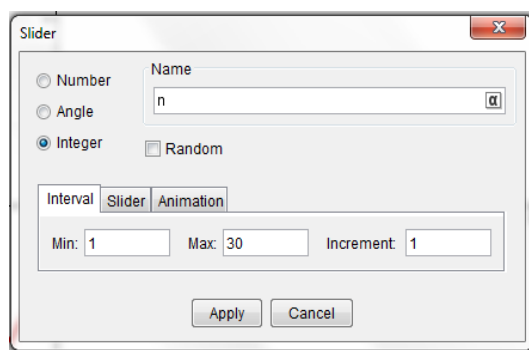 Slider
Number
Angle
Integer
Name
n
α
Random
Interval Slider Animation
Min: 1 Max: 30 Increment: 1
Apply Cancel